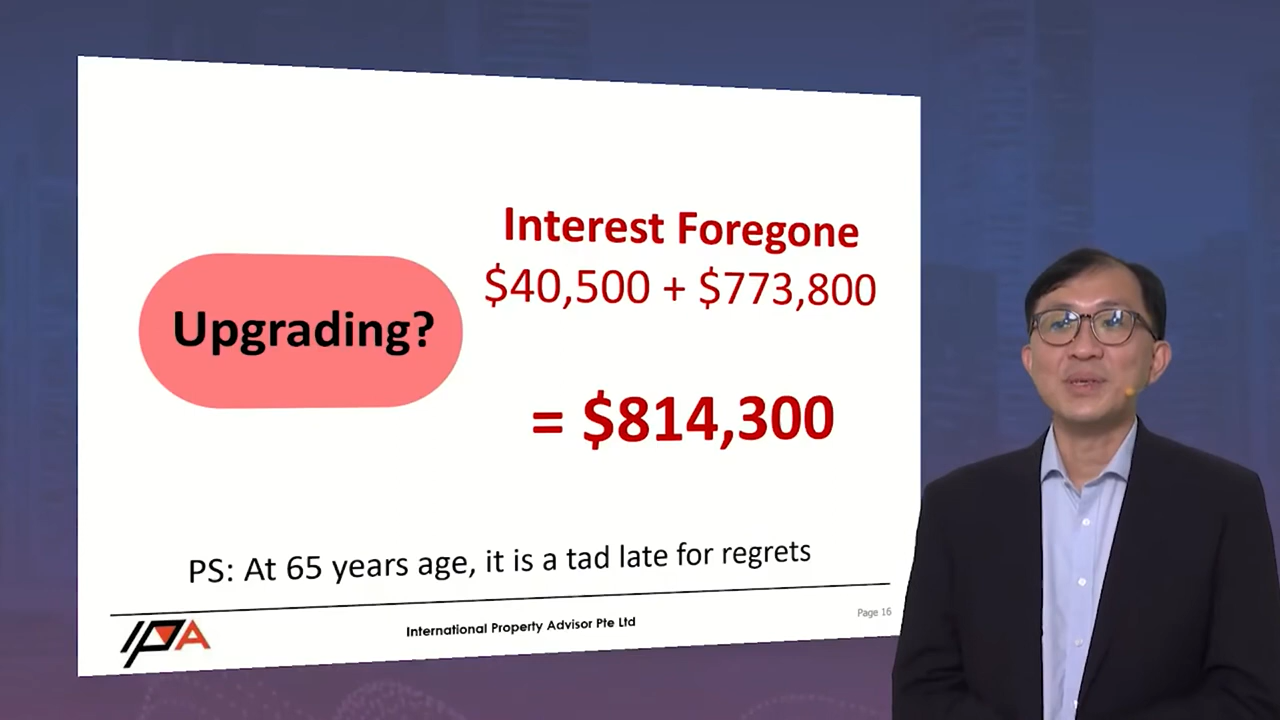 Upgrading?
Interest Foregone
$40,500 + $773,800
= $814,300
PS: At 65 years age, it is a tad late for regrets
Page 16
IPA
International Property Advisor Pte Ltd